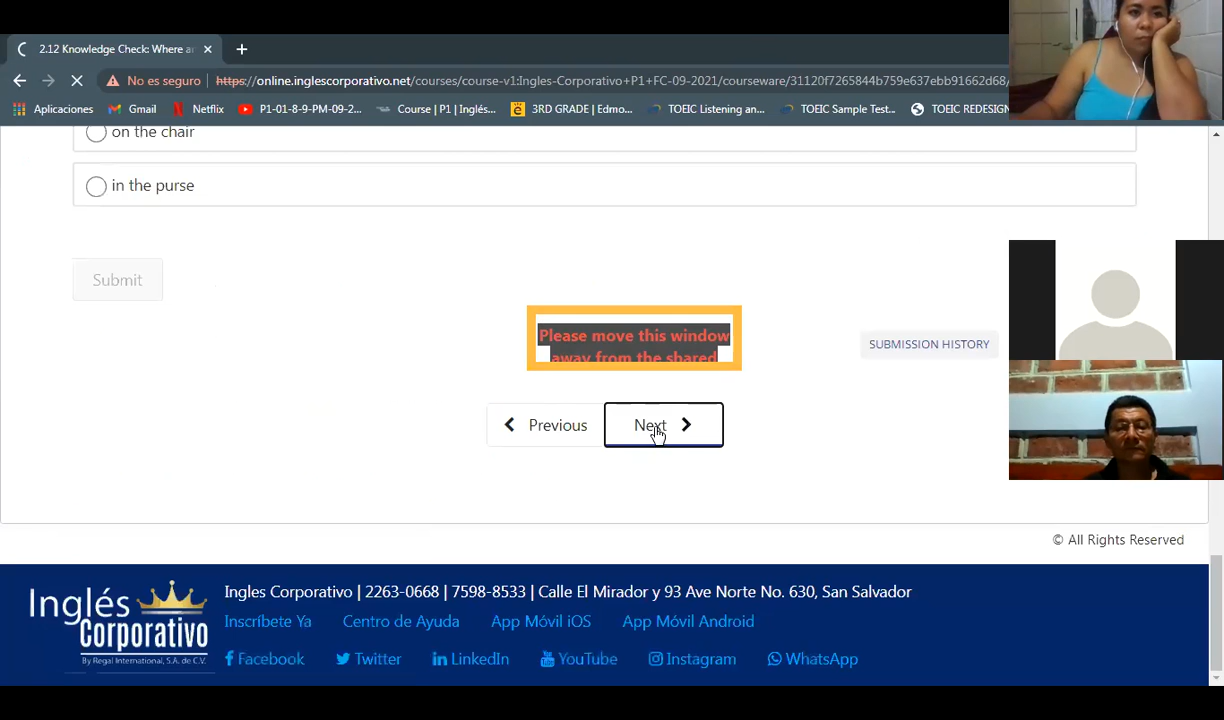 2.12 Knowledge Check: Where a
No es seguro
https://online.inglescorporativo.net/courses/course-v1:Ingles-Corporativo+P1+FC-09-2021/courseware/31120f7265844b759e637ebb91662d68/
Aplicaciones
Gmail
Netflix
P1-01-8-9-PM-09-2...
Course | P1 | Inglés...
3RD GRADE | Edmo...
TOEIC Listening an...
TOEIC Sample Test...
TOEIC REDESIGN
on the chair
in the purse
Submit
Please move this window
away from the shared
SUBMISSION HISTORY
Previous
Next
© All Rights Reserved
Inglés
Corporativo
By Regal International, S.A. de C.V.
Ingles Corporativo | 2263-0668 | 7598-8533 | Calle El Mirador y 93 Ave Norte No. 630, San Salvador
Inscríbete Ya
Centro de Ayuda
App Móvil iOS
App Móvil Android
Facebook
Twitter
LinkedIn
YouTube
Instagram
WhatsApp